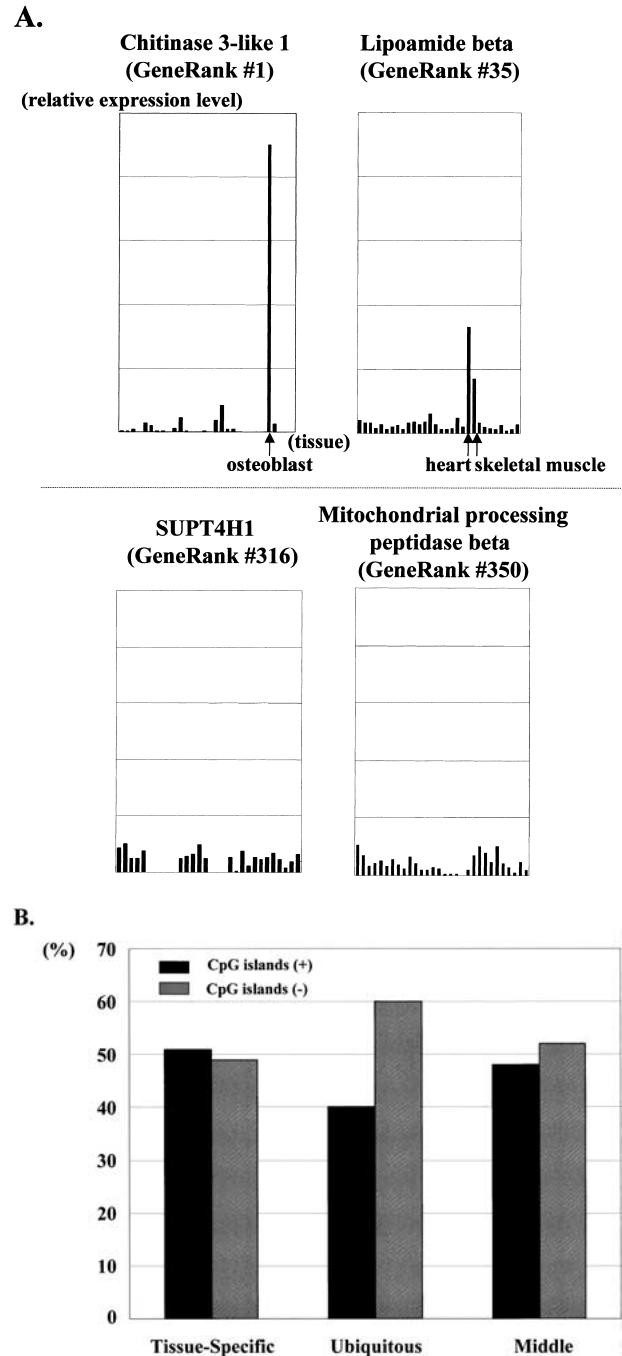 A.
Chitinase 3-like 1
(GeneRank #1)
Lipoamide beta
(GeneRank #35)
(relative expression level)
(tissue)
osteoblast
heart skeletal muscle
SUPT4H1
(GeneRank #316)
Mitochondrial processing
peptidase beta
(GeneRank #350)
B.
(%)
70
60
50
40
30
20
10
0
CpG islands (+)
CpG islands (-)
Tissue-Specific
Ubiquitous
Middle